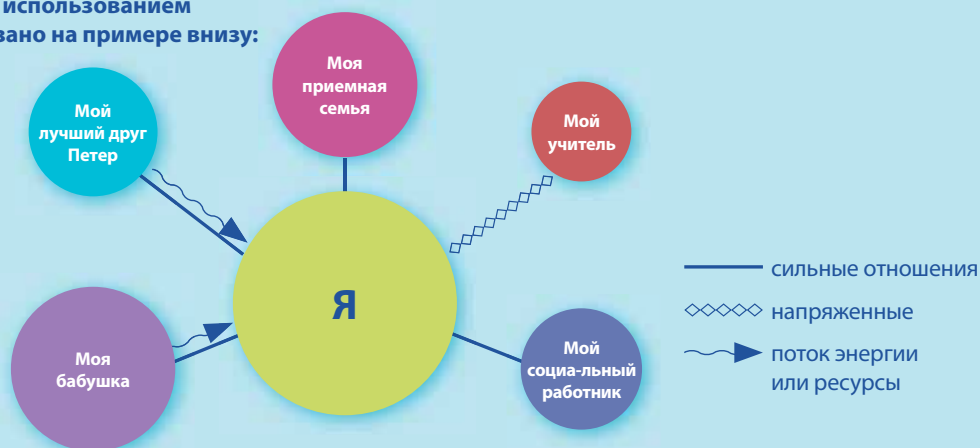 использованием
вано на примере внизу:
Моя
приемная
семья
Мой
лучший друг
Петер
Мой
учитель
Я
сильные отношения
напряженные
поток энергии
или ресурсы
Моя
бабушка
Мой
социа-льный
работник